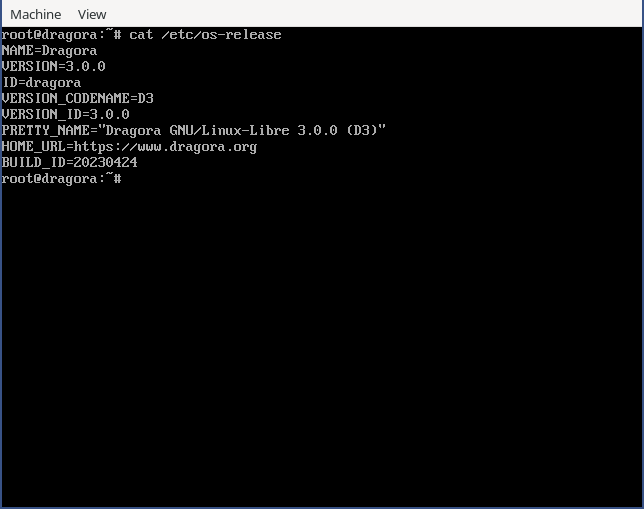 Machine View
root@dragora:~# cat /etc/os-release
NAME=Dragora
VERSION=3.0.0
ID=dragora
VERSION_CODENAME=D3
VERSION_ID=3.0.0
PRETTY_NAME="Dragora GNU/Linux-Libre 3.0.0 (D3)"
HOME_URL=https://www.dragora.org
BUILD_ID=20230424
root@dragora:~#